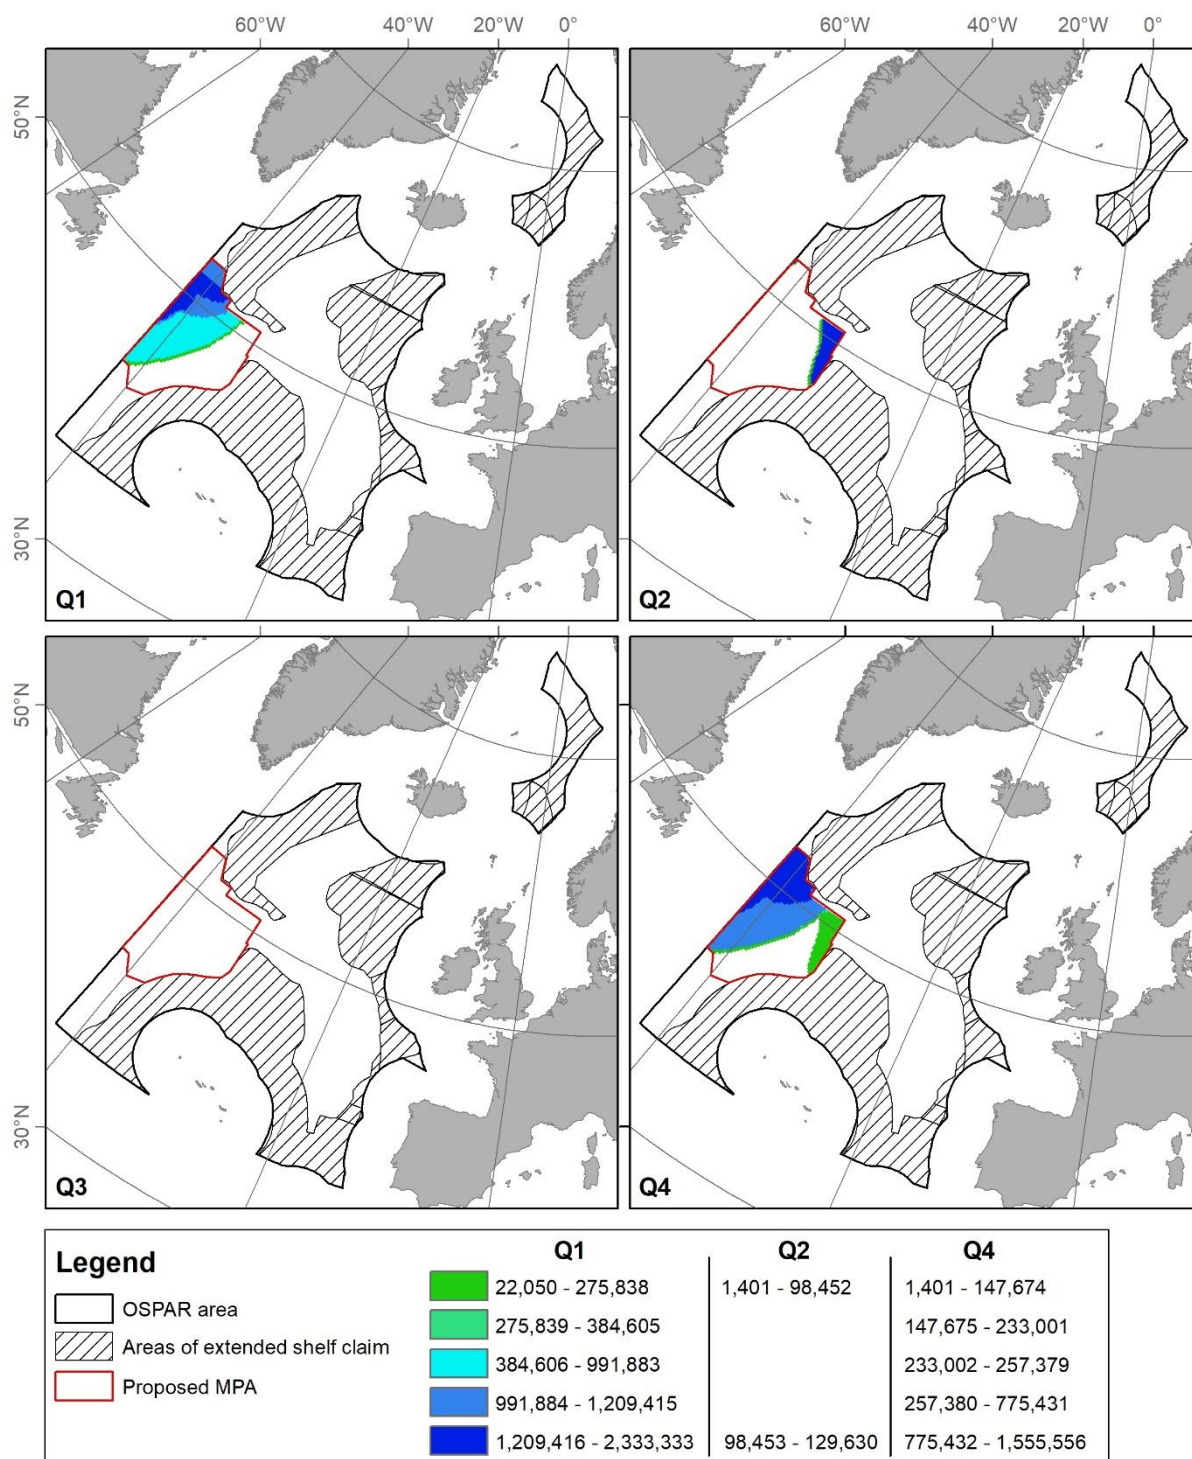 60°W 40°W 20°W 0° 60°W 40°W 20°W 0°
50°N
30°N
Q1 Q2
50°N
30°N
Q3 Q4
Legend
OSPAR area
Areas of extended shelf claim
Proposed MPA
Q1 Q2 Q4
22,050 - 275,838 1,401 - 98,452 1,401 - 147,674
275,839 - 384,605 147,675 - 233,001
384,606 - 991,883 233,002 - 257,379
991,884 - 1,209,415 257,380 - 775,431
1,209,416 - 2,333,333 98,453 - 129,630 775,432 - 1,555,556